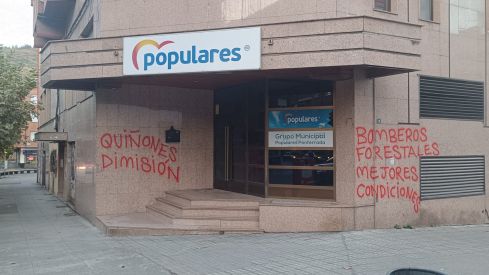 populares
populares
Grupo Municipal
Populares Ponferrada
QUIÑONES
DIMISIÓN
BOMBEROS
FORESTALES
MEJORES
CONDICIONES